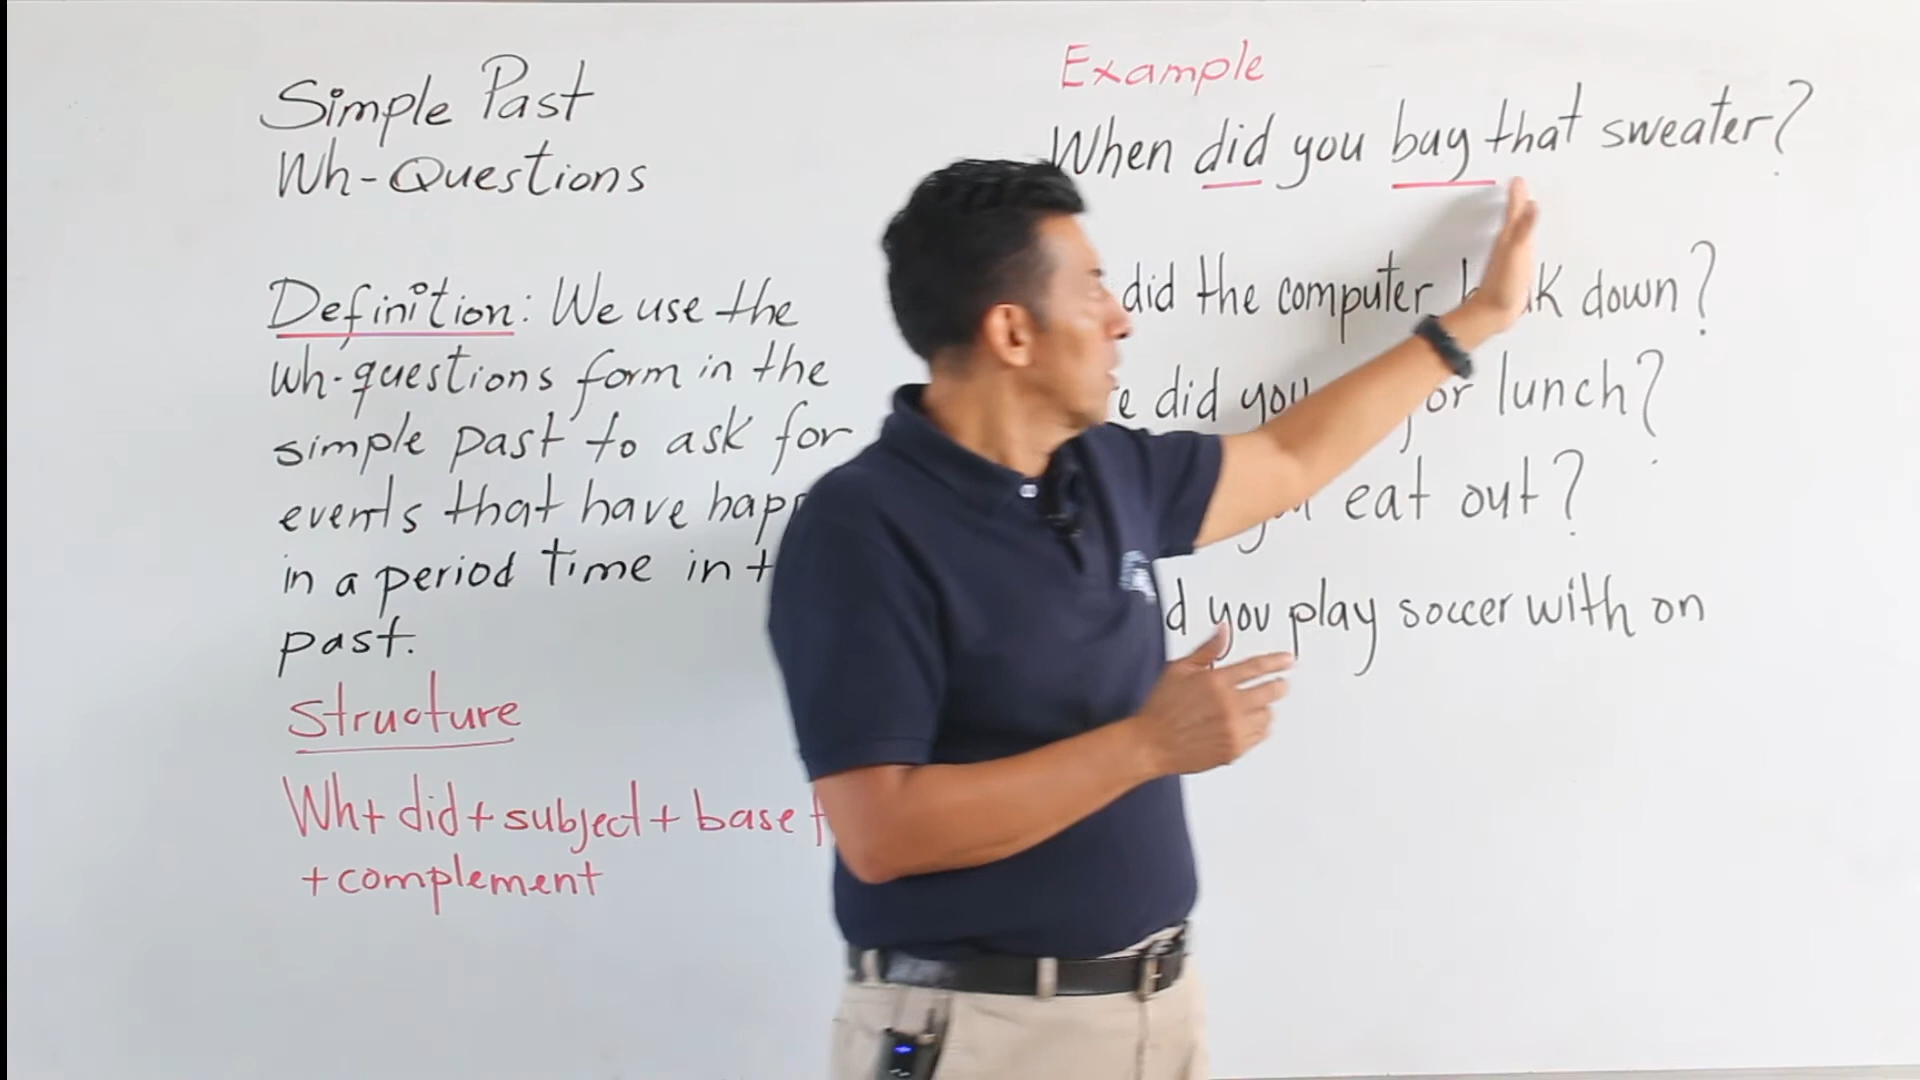 Simple Past
Wh-Questions
Definition: We use the
wh-questions form in the
simple past to ask for
events that have
in a period time in
past.
Structure
Wh+ did + subject + base
+ complement
Example
When did you buy that sweater?
did the computer down?
did you lunch?
eat out?
you play soccer with on